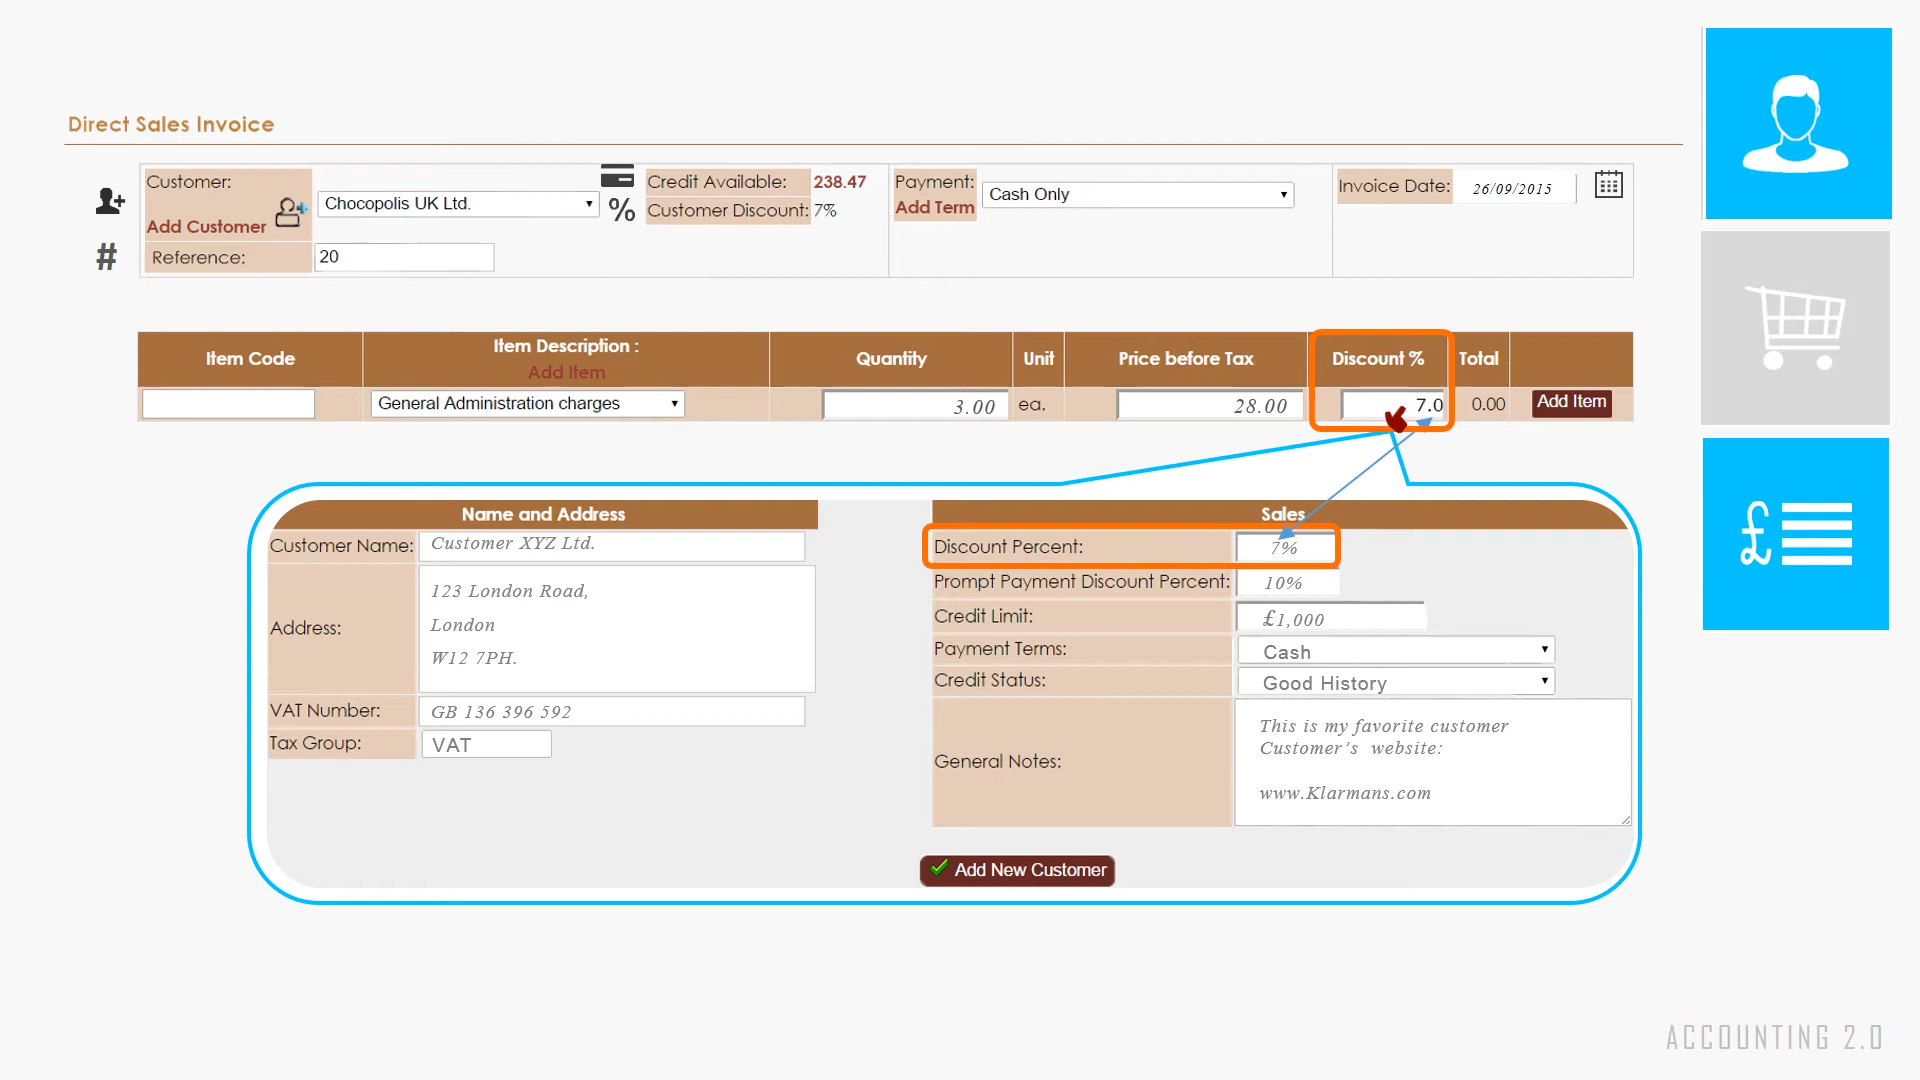 Direct Sales Invoice
Customer:
Add Customer
Chocopolis UK Ltd.
Reference:
20
%
#
Credit Available: 238.47
Customer Discount: 7%
Payment:
Add Term
Cash Only
Invoice Date: 26/09/2015
Item Code
Item Description :
Add Item
Quantity
Unit
Price before Tax
Discount %
Total
General Administration charges
3.00
ea.
28.00
7.0
0.00
Add Item
Name and Address
Customer Name: Customer XYZ Ltd.
Address:
123 London Road,
London
W12 7PH.
VAT Number: GB 136 396 592
Tax Group: VAT
Sales
Discount Percent: 7%
Prompt Payment Discount Percent: 10%
Credit Limit: £1,000
Payment Terms: Cash
Credit Status: Good History
General Notes:
This is my favorite customer
Customer's website:
www.Klarmans.com
Add New Customer
£
ACCOUNTING 2.0